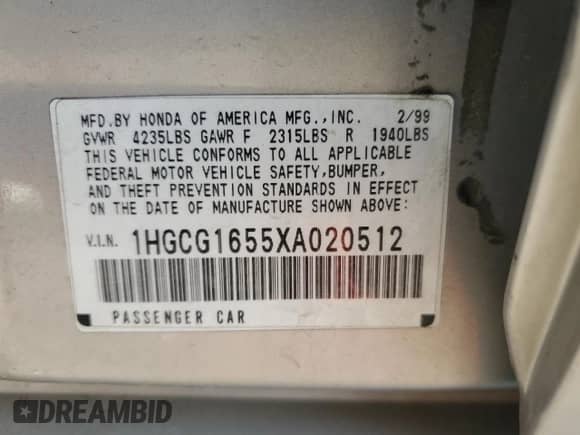 MFD.BY HONDA OF AMERICA MFG.,INC. 2/99
GVWR 4235LBS GAWR F 2315LBS R 1940LBS
THIS VEHICLE CONFORMS TO ALL APPLICABLE
FEDERAL MOTOR VEHICLE SAFETY,BUMPER,
AND THEFT PREVENTION STANDARDS IN EFFECT
ON THE DATE OF MANUFACTURE SHOWN ABOVE:
V.I.N. 1HGCG1655XA020512
PASSENGER CAR
DREAMBID